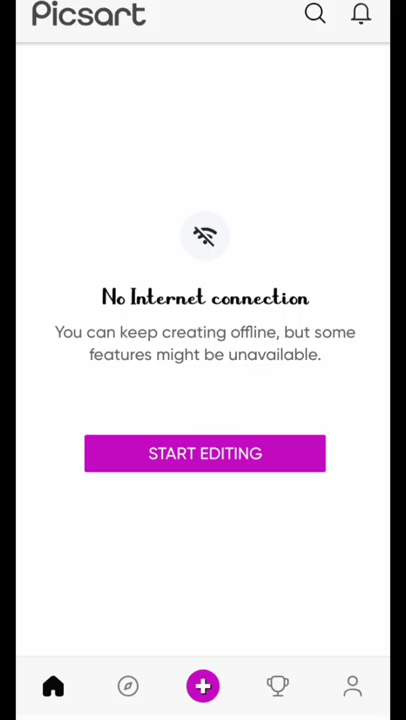 Picsart
No Internet connection
You can keep creating offline, but some
features might be unavailable.
START EDITING